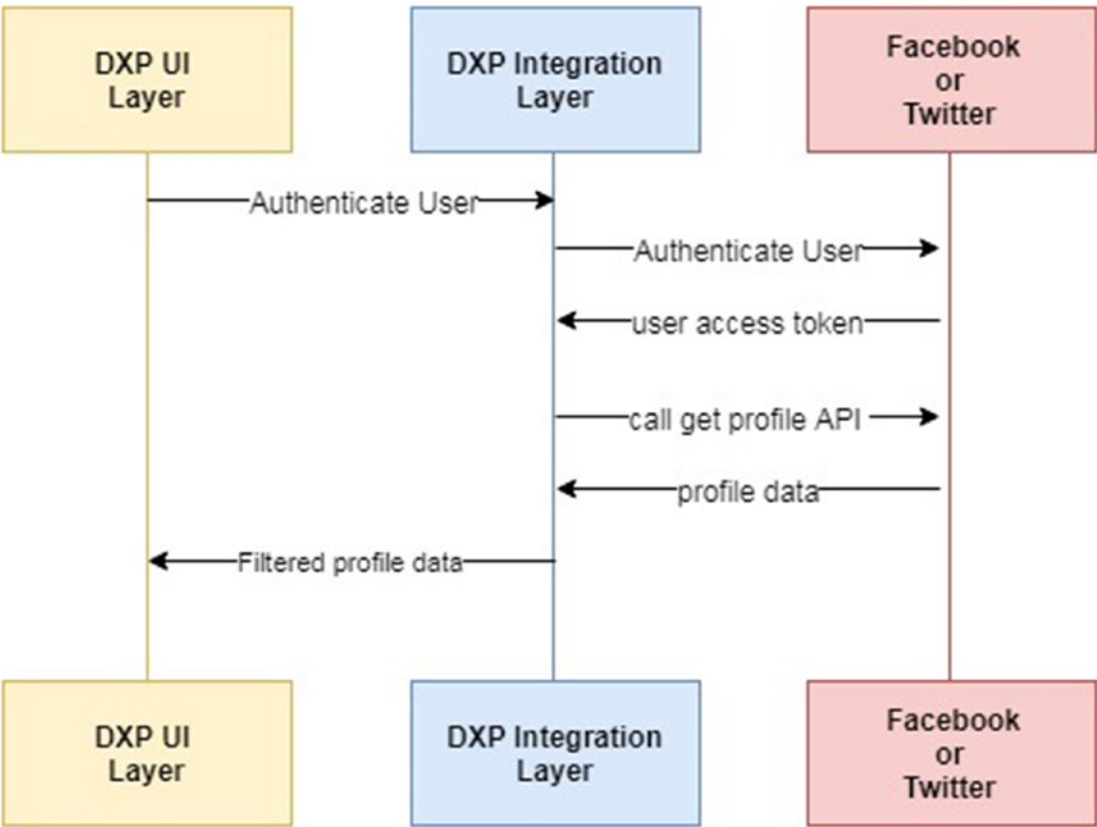 DXP UI
Layer
DXP Integration
Layer
Facebook
or
Twitter
Authenticate User
Authenticate User
user access token
call get profile API
profile data
Filtered profile data
DXP UI
Layer
DXP Integration
Layer
Facebook
or
Twitter